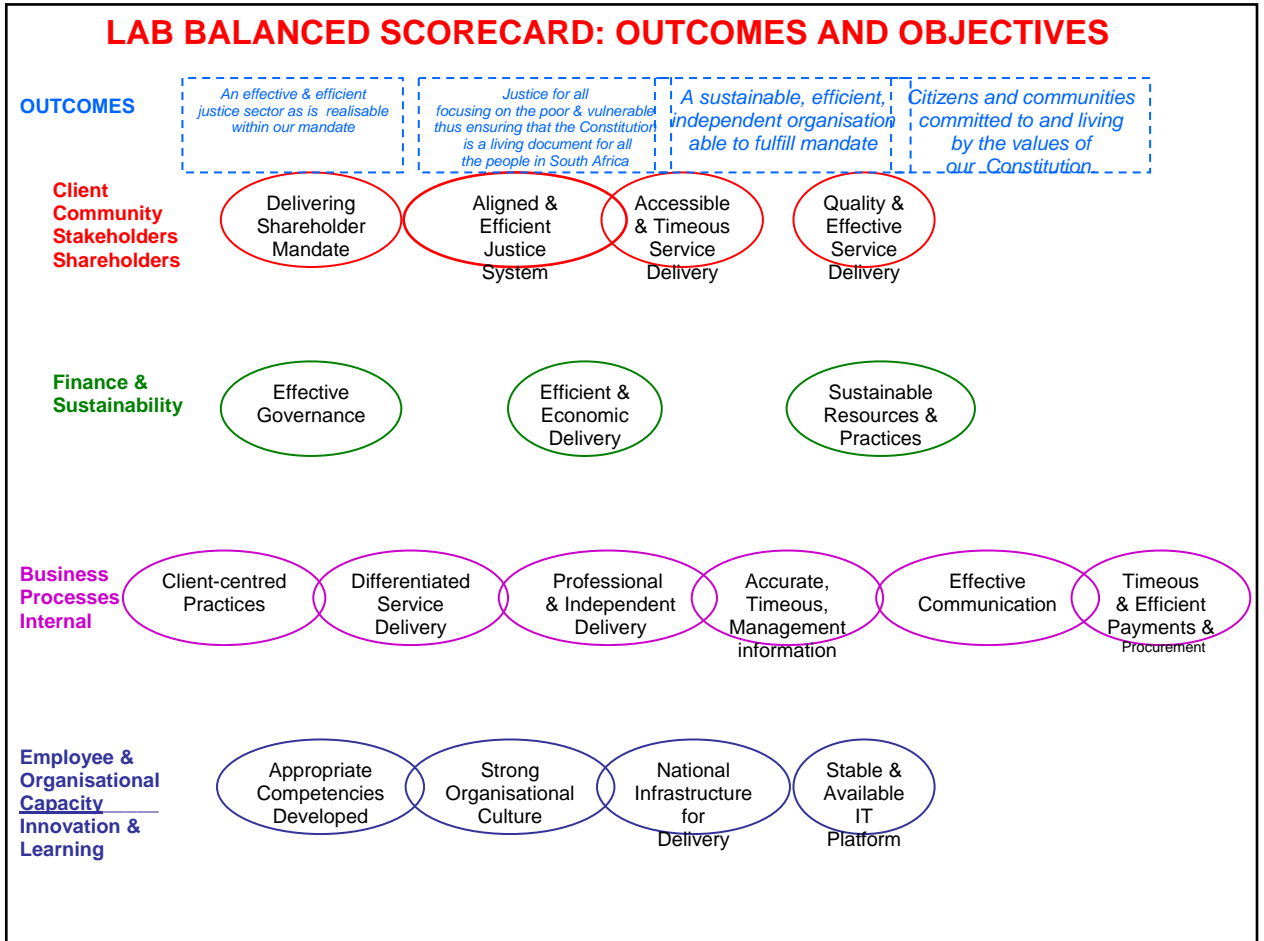 LAB BALANCED SCORECARD: OUTCOMES AND OBJECTIVES
OUTCOMES
An effective & efficient
justice sector as is realisable
within our mandate
Justice for all
focusing on the poor & vulnerable
thus ensuring that the Constitution
is a living document for all
the people in South Africa
A sustainable, efficient,
independent organisation
able to fulfill mandate
Citizens and communities
committed to and living
by the values of
our Constitution.
Client
Community
Stakeholders
Shareholders
Delivering
Shareholder
Mandate
Aligned &
Efficient
Justice
System
Accessible
& Timeous
Service
Delivery
Quality &
Effective
Service
Delivery
Finance &
Sustainability
Effective
Governance
Efficient &
Economic
Delivery
Sustainable
Resources &
Practices
Business
Processes
Internal
Client-centred
Practices
Differentiated
Service
Delivery
Professional
& Independent
Delivery
Accurate,
Timeous,
Management
information
Effective
Communication
Timeous
& Efficient
Payments &
Procurement
Employee &
Organisational
Capacity
Innovation &
Learning
Appropriate
Competencies
Developed
Strong
Organisational
Culture
National
Infrastructure
for
Delivery
Stable &
Available
IT
Platform